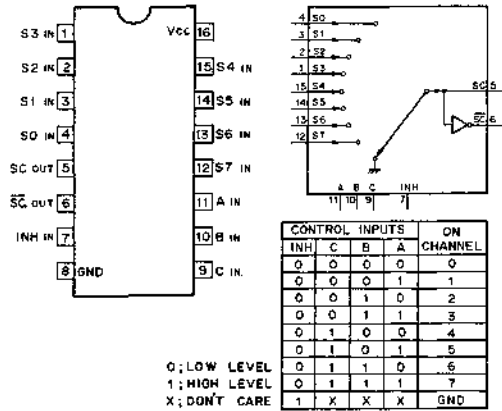 S3 IN 1
Vcc 16
S2 IN 2
15 S4 IN
S1 IN 3
14 S5 IN
S0 IN 4
13 S6 IN
SC OUT 5
12 S7 IN
SC OUT 6
11 A IN
INH IN 7
10 B IN
8 GND
9 C IN
4 S0
3 S1
2 S2
1 S3
15 S4
14 S5
13 S6
12 S7
SC 5
SC 6
A B C INH
11 10 9 7
CONTROL INPUTS ON CHANNEL
INH C B A
0 0 0 0 0
0 0 0 1 1
0 0 1 0 2
0 0 1 1 3
0 1 0 0 4
0 1 0 1 5
0 1 1 0 6
0 1 1 1 7
1 X X X GND
0; LOW LEVEL
1; HIGH LEVEL
X; DON'T CARE